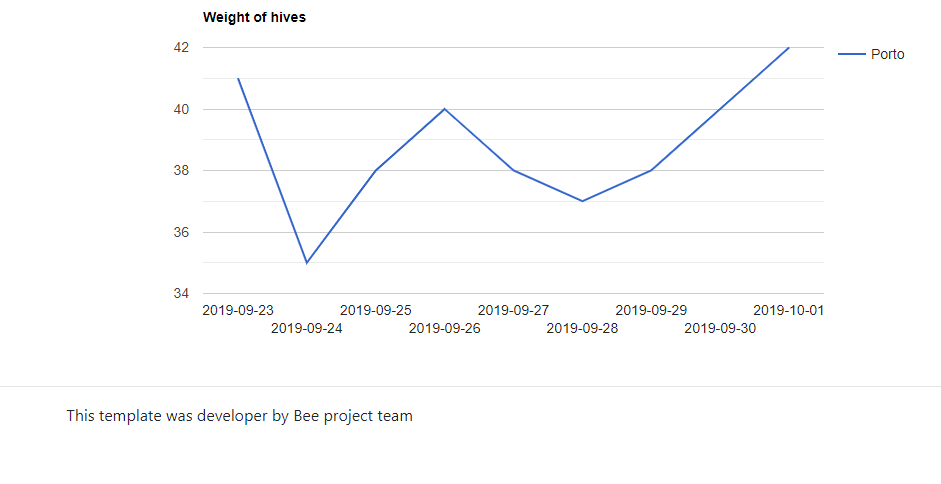 Weight of hives
42
Porto
40
38
36
34
2019-09-23 2019-09-25 2019-09-27 2019-09-29 2019-10-01
2019-09-24 2019-09-26 2019-09-28 2019-09-30
This template was developer by Bee project team